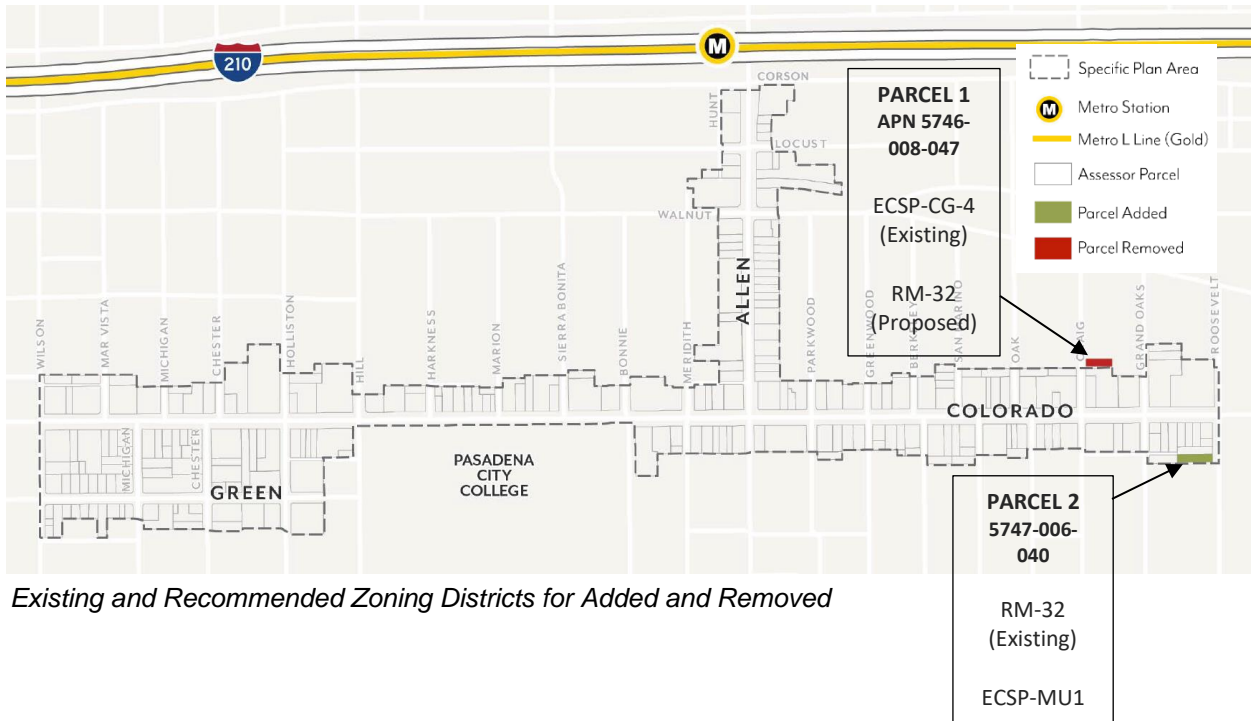 210
M
CORSON
HUNT
LOCUST
WALNUT
ALLEN
PARCEL 1
APN 5746-
008-047
ECSP-CG-4
(Existing)
RM-32
(Proposed)
Specific Plan Area
M
Metro Station
Metro L Line (Gold)
Assessor Parcel
Parcel Added
Parcel Removed
WILSON
MAR VISTA
MICHIGAN
CHESTER
HOLLISTON
HILL
HARKNESS
MARION
SIERRA BONITA
BONNIE
MERIDITH
PARKWOOD
GREENWOOD
OAK
GRAND OAKS
ROOSEVELT
COLORADO
MICHIGAN
CHESTER
GREEN
PASADENA
CITY
COLLEGE
PARCEL 2
5747-006-
040
RM-32
(Existing)
ECSP-MU1
Existing and Recommended Zoning Districts for Added and Removed